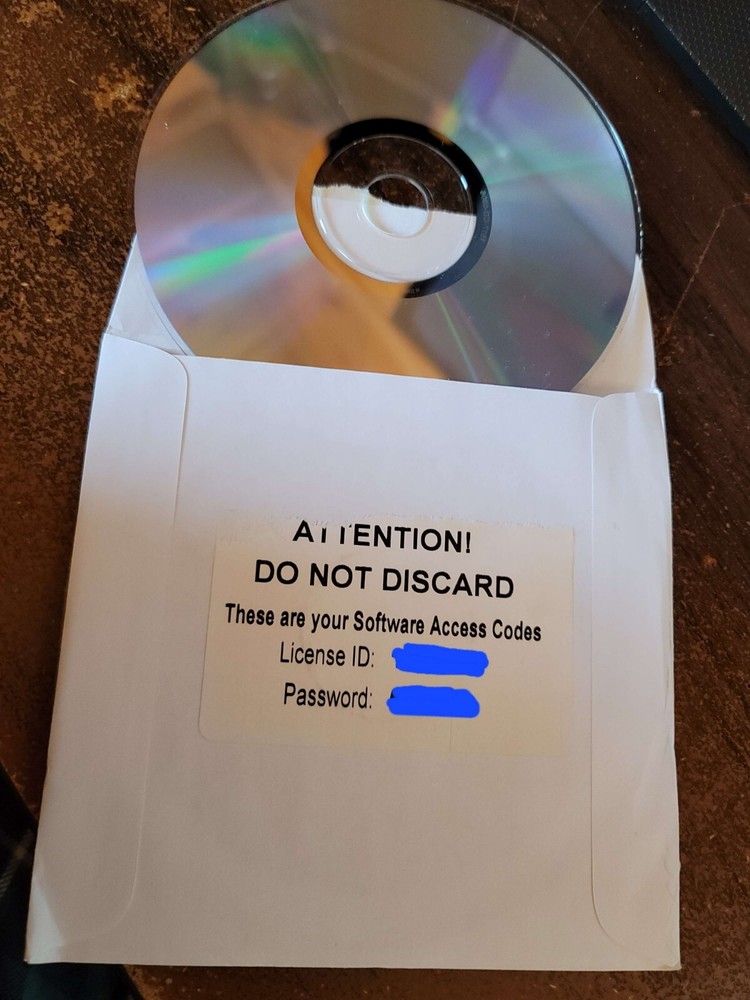 ATTENTION!
DO NOT DISCARD
These are your Software Access Codes
License ID:
Password: